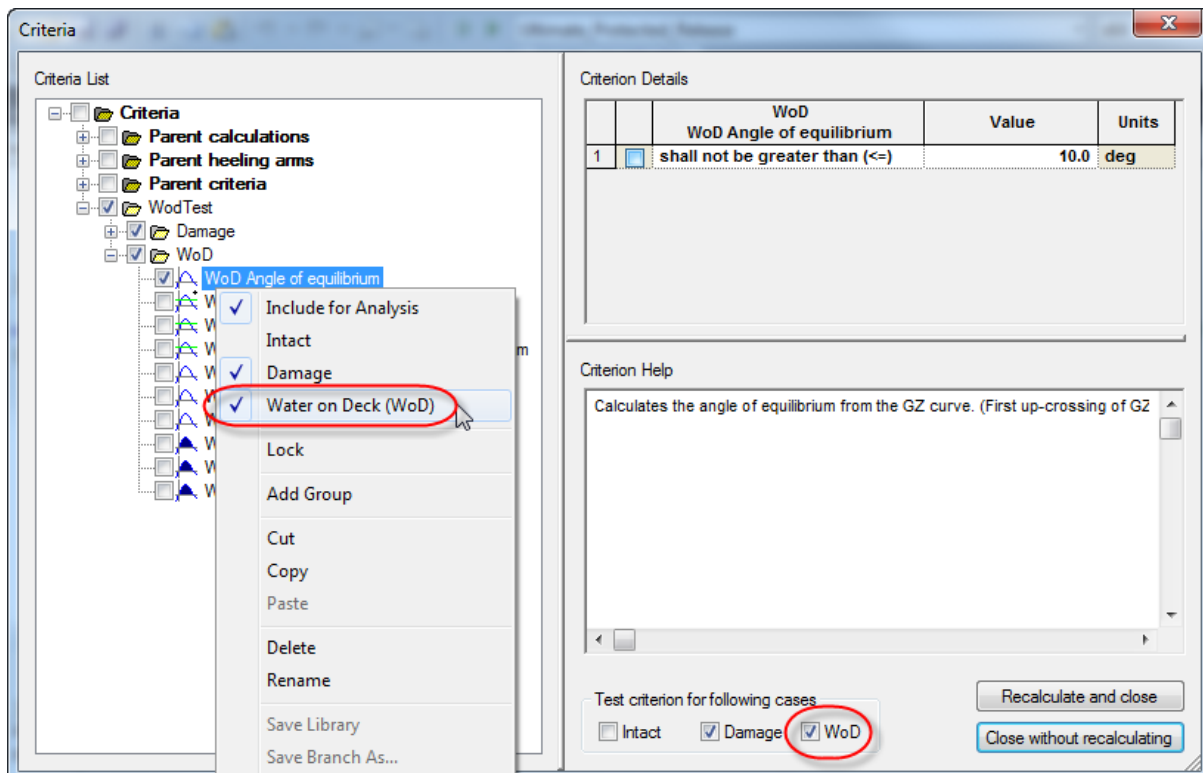 Criteria
Criteria List
Criteria
Parent calculations
Parent heeling arms
Parent criteria
WodTest
Damage
WoD
WoD Angle of equilibrium
W
W
W
m
W
W
W
W
W
W
Include for Analysis
Intact
Damage
Water on Deck (WoD)
Lock
Add Group
Cut
Copy
Paste
Delete
Rename
Save Library
Save Branch As...
Criterion Details
WoD
WoD Angle of equilibrium Value Units
1 shall not be greater than (<=) 10.0 deg
Criterion Help
Calculates the angle of equilibrium from the GZ curve. (First up-crossing of GZ
Test criterion for following cases
Intact Damage WoD
Recalculate and close
Close without recalculating